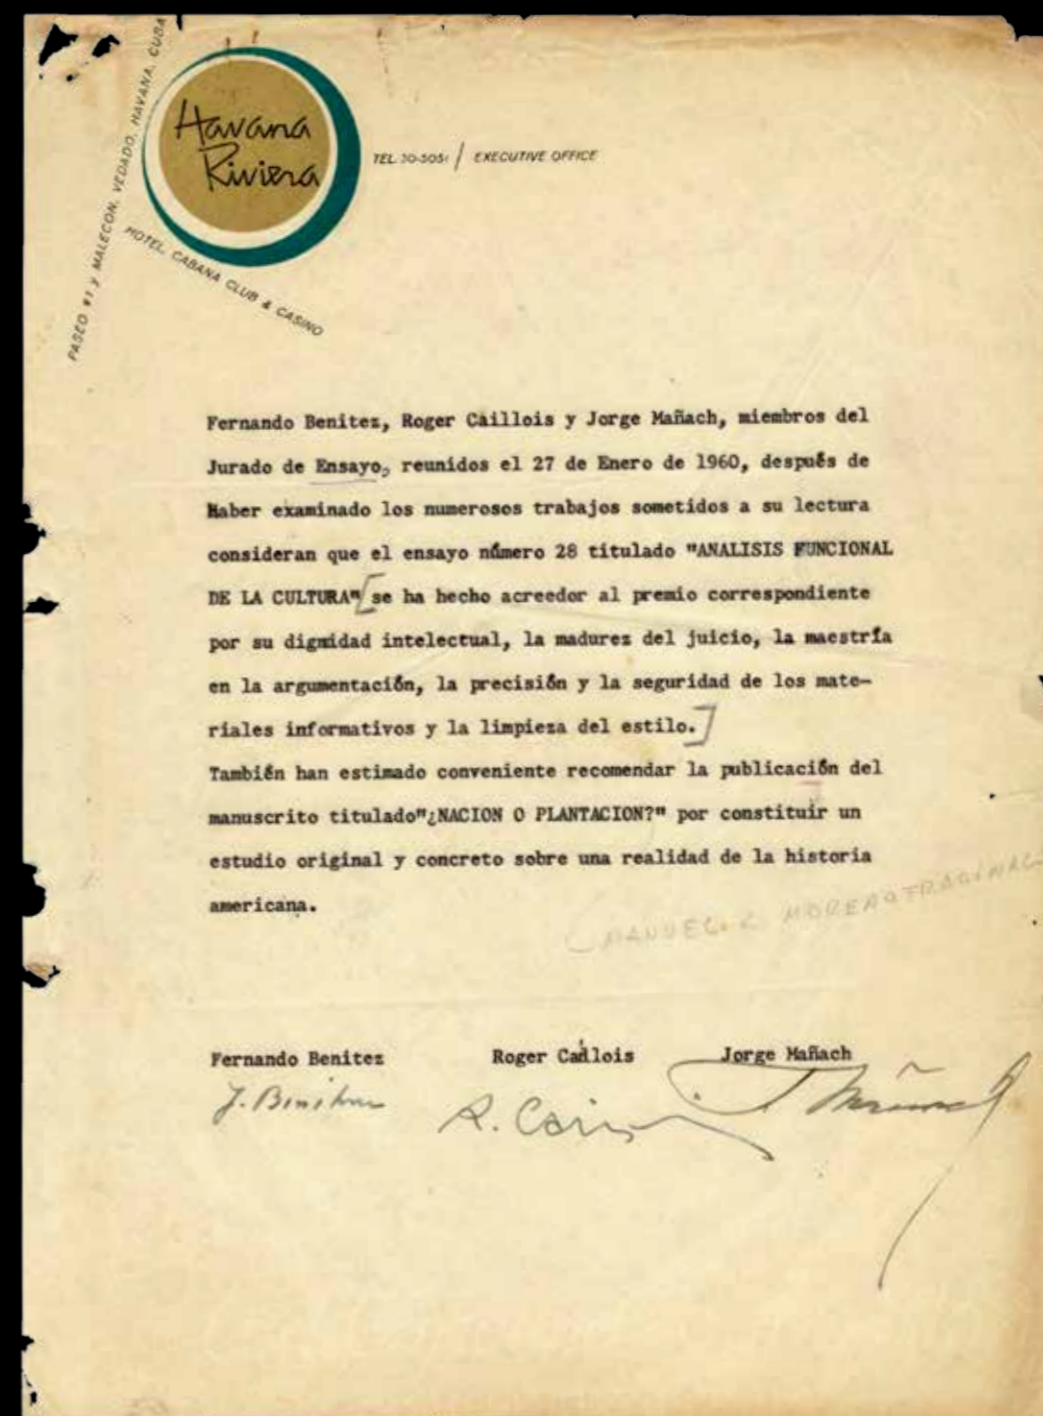 Havana
Riviera
PASEO #1 y MALECON, VEDADO, HAVANA, CUBA
HOTEL, CABANA CLUB & CASINO
TEL. 30-5051 / EXECUTIVE OFFICE
Fernando Benites, Roger Caillois y Jorge Mañach, miembros del
Jurado de Ensayo, reunidos el 27 de Enero de 1960, después de
Haber examinado los numerosos trabajos sometidos a su lectura
consideran que el ensayo número 28 titulado "ANALISIS FUNCIONAL
DE LA CULTURA" [se ha hecho acreedor al premio correspondiente
por su dignidad intelectual, la madurez del juicio, la maestría
en la argumentación, la precisión y la seguridad de los mate-
riales informativos y la limpieza del estilo.]
También han estimado conveniente recomendar la publicación del
manuscrito titulado"¿NACION O PLANTACION?" por constituir un
estudio original y concreto sobre una realidad de la historia
americana.
(MANUEL
Fernando Benitez Roger Caillois Jorge Mañach
F. Benitez
R. Cai
J Mañach